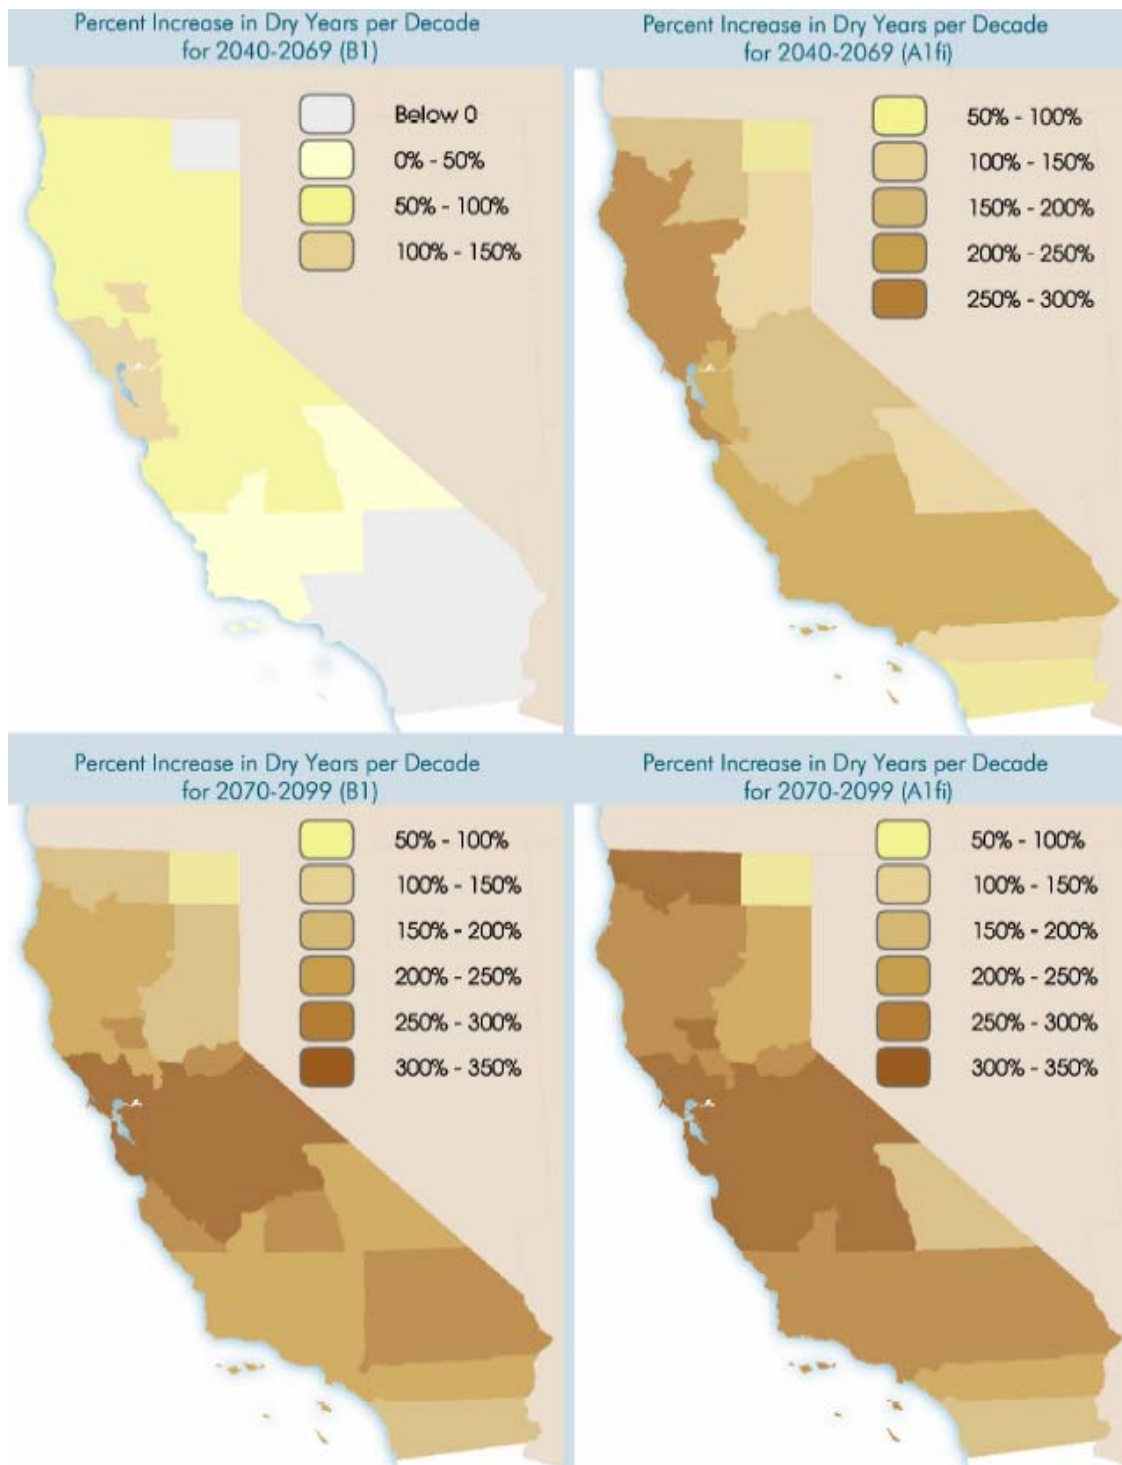 Percent Increase in Dry Years per Decade
for 2040-2069 (B1)
Below 0
0% - 50%
50% - 100%
100% - 150%
Percent Increase in Dry Years per Decade
for 2040-2069 (A1fi)
50% - 100%
100% - 150%
150% - 200%
200% - 250%
250% - 300%
Percent Increase in Dry Years per Decade
for 2070-2099 (B1)
50% - 100%
100% - 150%
150% - 200%
200% - 250%
250% - 300%
300% - 350%
Percent Increase in Dry Years per Decade
for 2070-2099 (A1fi)
50% - 100%
100% - 150%
150% - 200%
200% - 250%
250% - 300%
300% - 350%